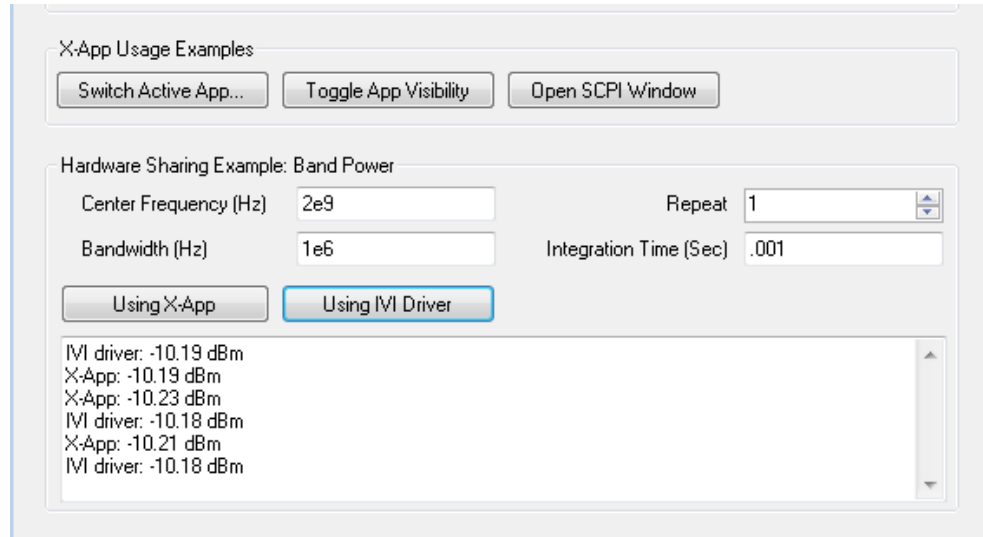 X-App Usage Examples
Switch Active App... Toggle App Visibility Open SCPI Window
Hardware Sharing Example: Band Power
Center Frequency (Hz) 2e9 Repeat 1
Bandwidth (Hz) 1e6 Integration Time (Sec) .001
Using X-App Using IVI Driver
IVI driver: -10.19 dBm
X-App: -10.19 dBm
X-App: -10.23 dBm
IVI driver: -10.18 dBm
X-App: -10.21 dBm
IVI driver: -10.18 dBm